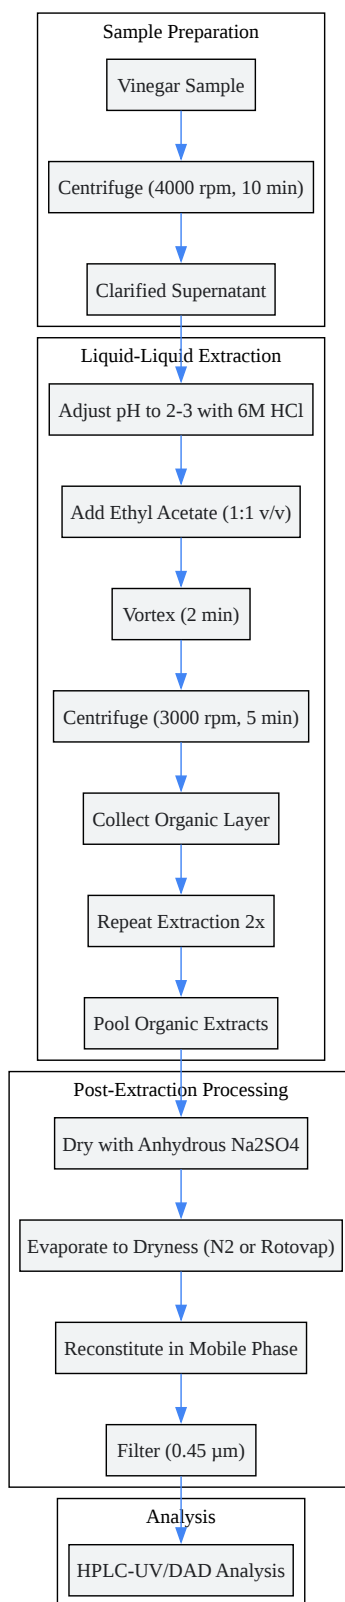 Sample Preparation
Vinegar Sample
Centrifuge (4000 rpm, 10 min)
Clarified Supernatant
Liquid-Liquid Extraction
Adjust pH to 2-3 with 6M HCl
Add Ethyl Acetate (1:1 v/v)
Vortex (2 min)
Centrifuge (3000 rpm, 5 min)
Collect Organic Layer
Repeat Extraction 2x
Pool Organic Extracts
Post-Extraction Processing
Dry with Anhydrous Na2SO4
Evaporate to Dryness (N2 or Rotovap)
Reconstitute in Mobile Phase
Filter (0.45 µm)
Analysis
HPLC-UV/DAD Analysis